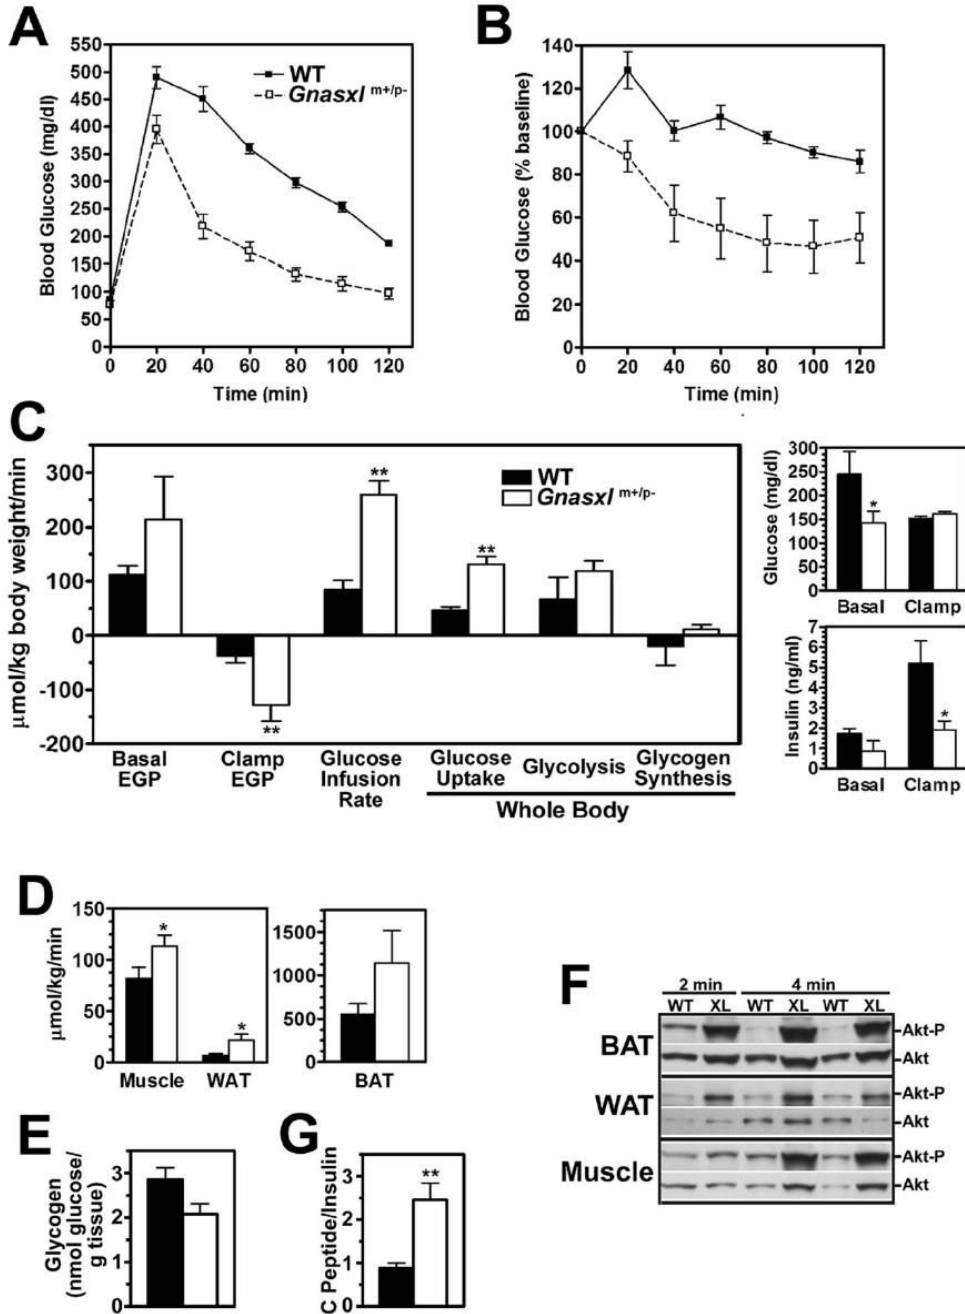 A
Blood Glucose (mg/dl)
550
500
450
400
350
300
250
200
150
100
50
0
WT
Gnasxl m+/p-
0 20 40 60 80 100 120
Time (min)
B
Blood Glucose (% baseline)
140
120
100
80
60
40
20
0
0 20 40 60 80 100 120
Time (min)
C
µmol/kg body weight/min
300
200
100
0
-100
-200
WT
Gnasxl m+/p-
**
**
**
Basal EGP
Clamp EGP
Glucose Infusion Rate
Glucose Uptake
Glycolysis
Glycogen Synthesis
Whole Body
Glucose (mg/dl)
300
250
200
150
100
50
0
*
Basal Clamp
Insulin (ng/ml)
7
6
5
4
3
2
1
0
*
Basal Clamp
D
µmol/kg/min
150
100
50
0
*
*
Muscle WAT
1500
1000
500
0
BAT
E
Glycogen (nmol glucose/ g tissue)
3
2
1
0
G
C Peptide/Insulin
3
2
1
0
**
F
2 min 4 min
WT XL WT XL WT XL
BAT
Akt-P
Akt
WAT
Akt-P
Akt
Muscle
Akt-P
Akt